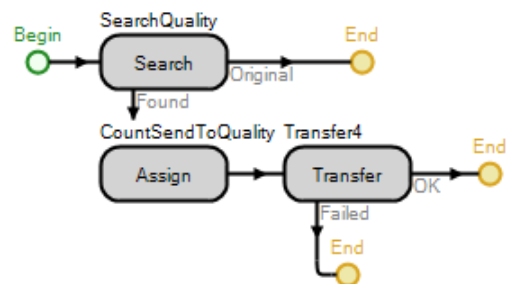 SearchQuality
Begin
End
Search
Original
Found
CountSendToQuality Transfer4
End
Assign
Transfer
OK
Failed
End